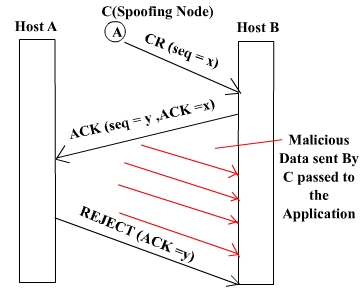 C(Spoofing Node)
Host A
Host B
A
CR (seq = x)
ACK (seq = y ,ACK =x)
Malicious
Data sent By
C passed to
the
Application
REJECT (ACK =y)